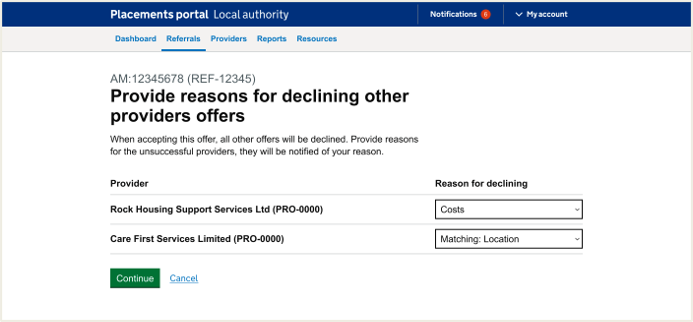 Placements portal Local authority
Notifications 6
My account
Dashboard Referrals Providers Reports Resources
AM:12345678 (REF-12345)
Provide reasons for declining other
providers offers
When accepting this offer, all other offers will be declined. Provide reasons
for the unsuccessful providers, they will be notified of your reason.
Provider Reason for declining
Rock Housing Support Services Ltd (PRO-0000) Costs
Care First Services Limited (PRO-0000) Matching: Location
Continue Cancel